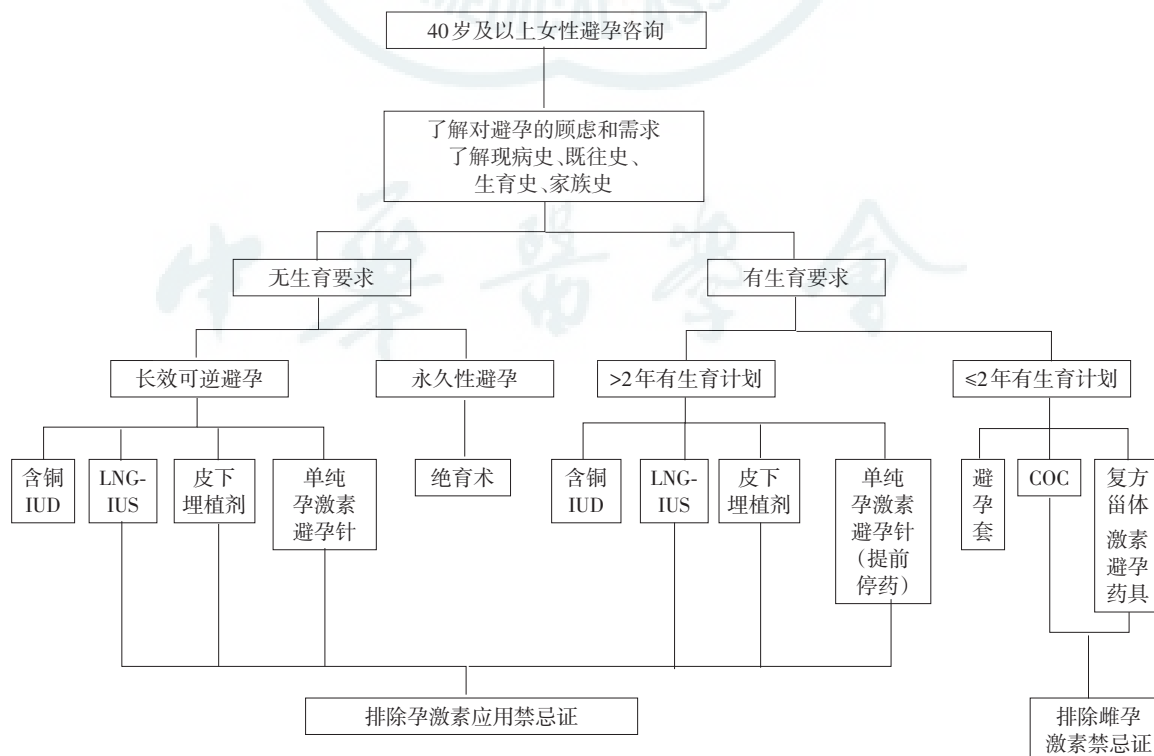 MEDICAL ASS
40岁及以上女性避孕咨询
了解对避孕的顾虑和需求
了解现病史、既往史、
生育史、家族史
中華醫學會
无生育要求
有生育要求
长效可逆避孕
永久性避孕
>2年有生育计划
≤2年有生育计划
含铜
IUD
LNG-
IUS
皮下
埋植剂
单纯
孕激素
避孕针
绝育术
含铜
IUD
LNG-
IUS
皮下
埋植剂
单纯
孕激素
避孕针
（提前
停药）
避
孕
套
COC
复方
甾体
激素
避孕
药具
排除孕激素应用禁忌证
排除雌孕
激素禁忌证